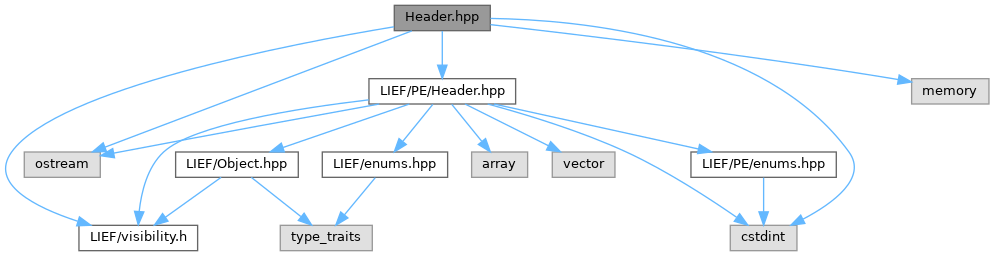 Header.hpp
LIEF/PE/Header.hpp
memory
ostream
LIEF/Object.hpp
LIEF/enums.hpp
array
vector
LIEF/PE/enums.hpp
LIEF/visibility.h
type_traits
cstdint